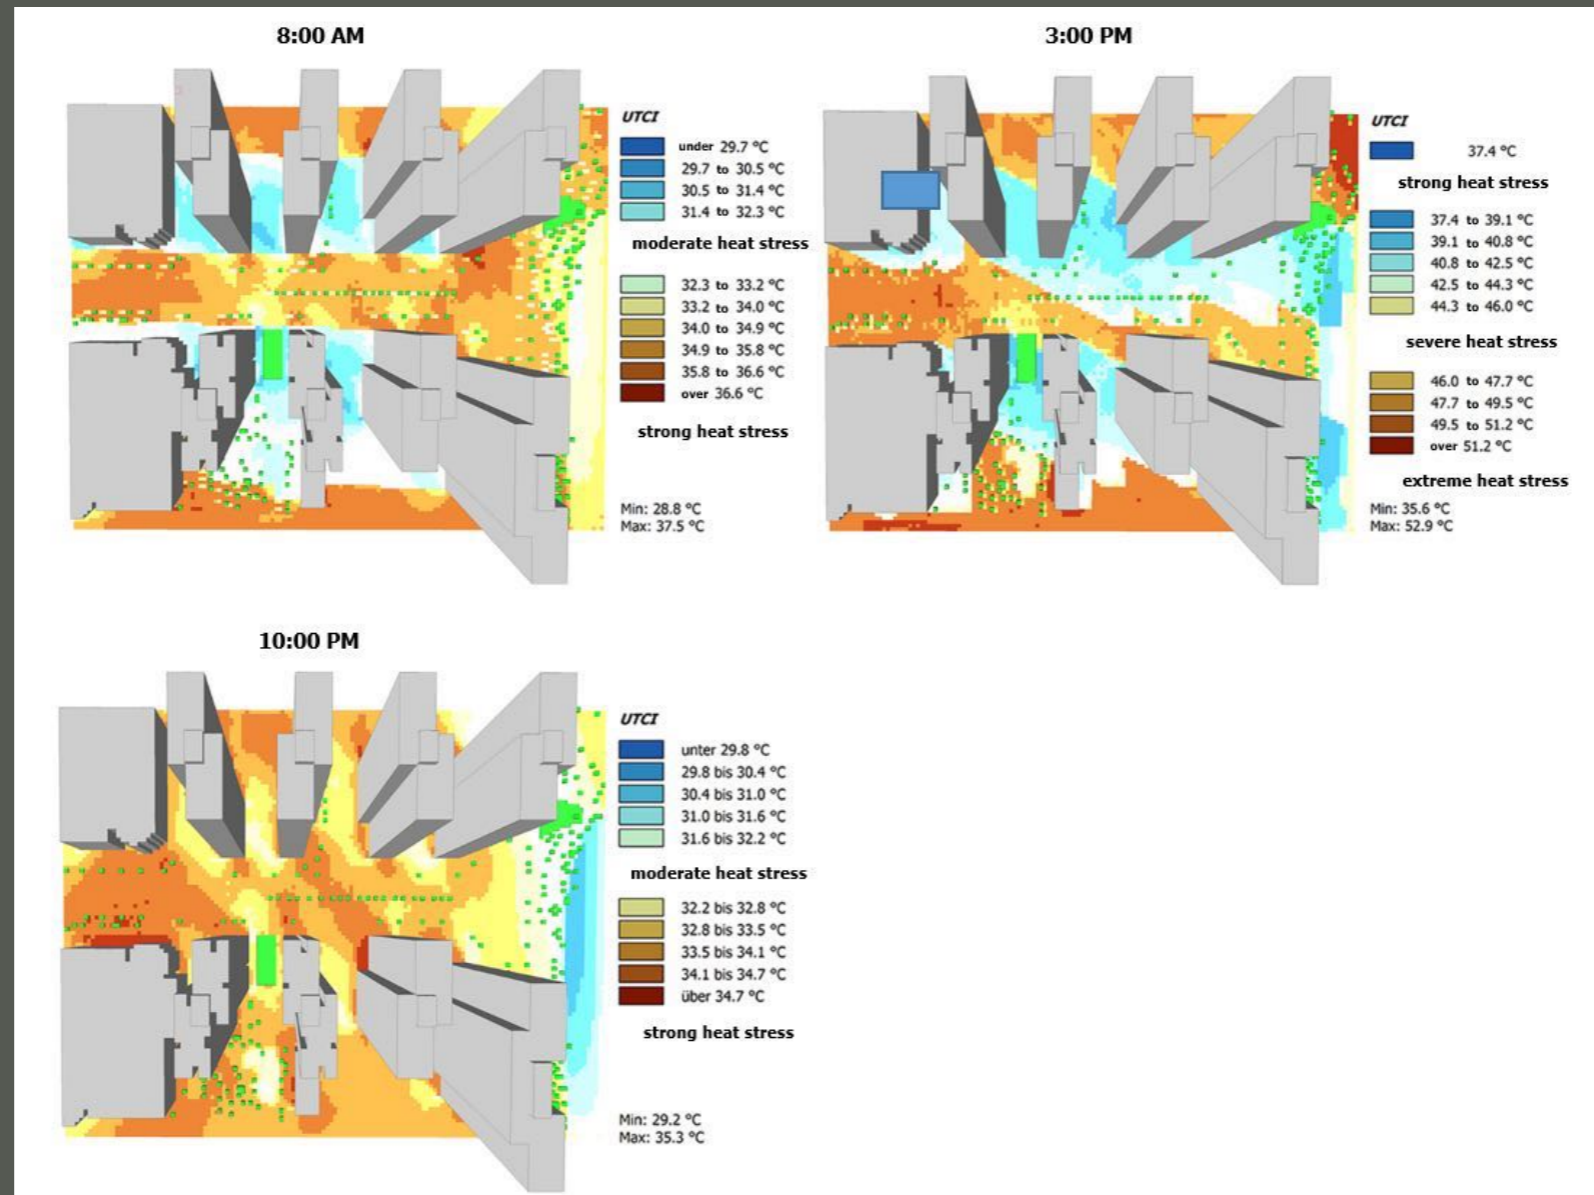 8:00 AM
UTCI
under 29.7 °C
29.7 to 30.5 °C
30.5 to 31.4 °C
31.4 to 32.3 °C
moderate heat stress
32.3 to 33.2 °C
33.2 to 34.0 °C
34.0 to 34.9 °C
34.9 to 35.8 °C
35.8 to 36.6 °C
over 36.6 °C
strong heat stress
Min: 28.8 °C
Max: 37.5 °C
3:00 PM
UTCI
37.4 °C
strong heat stress
37.4 to 39.1 °C
39.1 to 40.8 °C
40.8 to 42.5 °C
42.5 to 44.3 °C
44.3 to 46.0 °C
severe heat stress
46.0 to 47.7 °C
47.7 to 49.5 °C
49.5 to 51.2 °C
over 51.2 °C
extreme heat stress
Min: 35.6 °C
Max: 52.9 °C
10:00 PM
UTCI
unter 29.8 °C
29.8 bis 30.4 °C
30.4 bis 31.0 °C
31.0 bis 31.6 °C
31.6 bis 32.2 °C
moderate heat stress
32.2 bis 32.8 °C
32.8 bis 33.5 °C
33.5 bis 34.1 °C
34.1 bis 34.7 °C
über 34.7 °C
strong heat stress
Min: 29.2 °C
Max: 35.3 °C